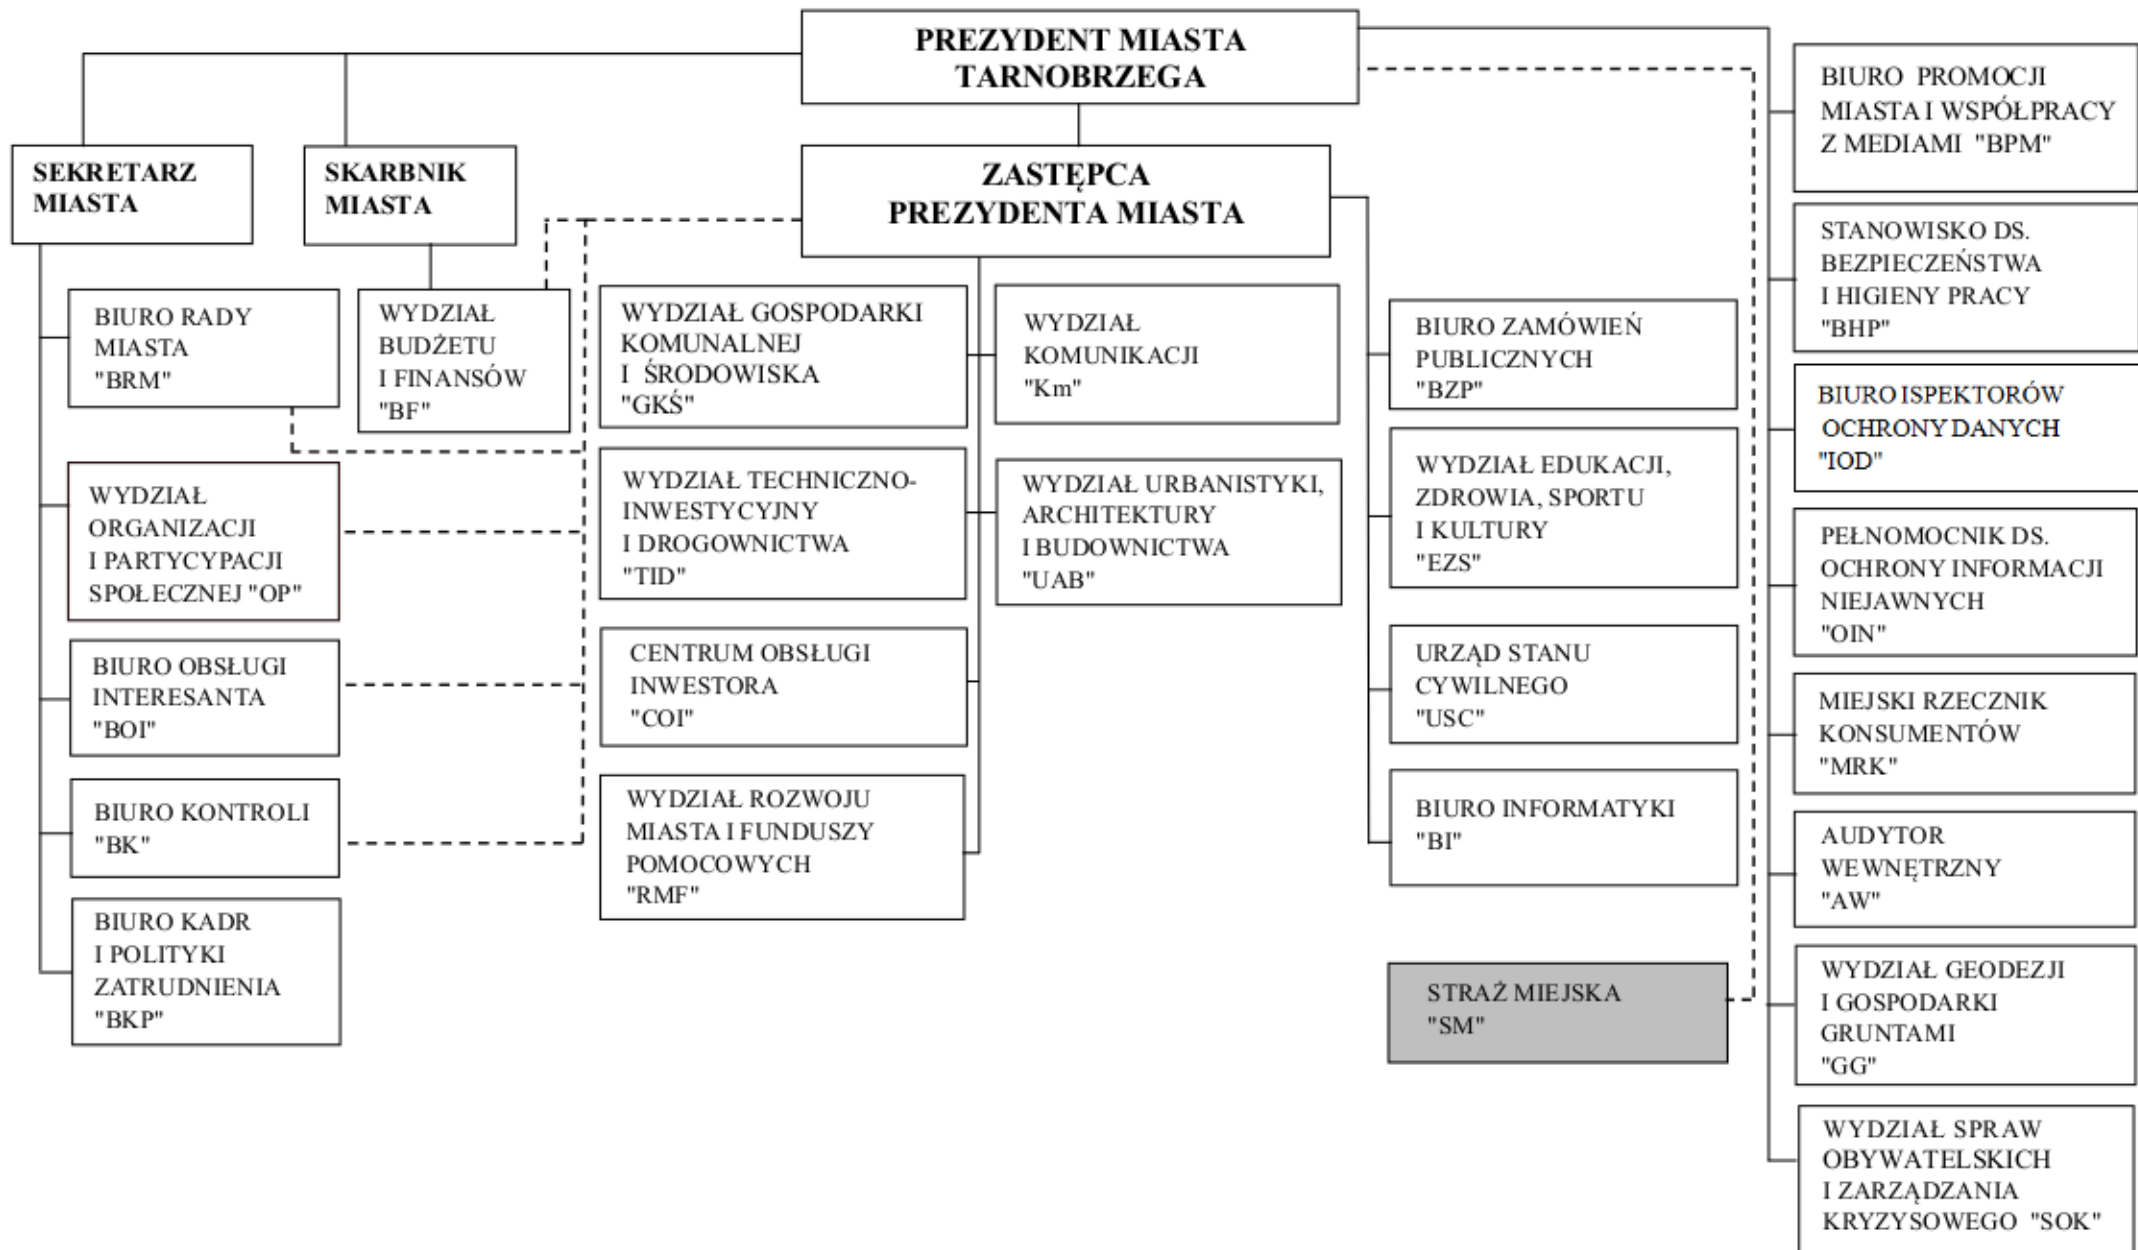 PREZYDENT MIASTA
TARNOBRZEGA
SEKRETARZ
MIASTA
SKARBNIK
MIASTA
ZASTĘPCA
PREZYDENTA MIASTA
BIURO RADY
MIASTA
"BRM"
WYDZIAŁ
ORGANIZACJI
I PARTYCYPACJI
SPOŁECZNEJ "OP"
BIURO OBSŁUGI
INTERESANTA
"BOI"
BIURO KONTROLI
"BK"
BIURO KADR
I POLITYKI
ZATRUDNIENIA
"BKP"
WYDZIAŁ
BUDŻETU
I FINANSÓW
"BF"
WYDZIAŁ GOSPODARKI
KOMUNALNEJ
I ŚRODOWISKA
"GKŚ"
WYDZIAŁ TECHNICZNO-
INWESTYCYJNY
I DROGOWNICTWA
"TID"
CENTRUM OBSŁUGI
INWESTORA
"COI"
WYDZIAŁ ROZWOJU
MIASTA I FUNDUSZY
POMOCOWYCH
"RMF"
WYDZIAŁ
KOMUNIKACJI
"Km"
WYDZIAŁ URBANISTYKI,
ARCHITEKTURY
I BUDOWNICTWA
"UAB"
BIURO ZAMÓWIEŃ
PUBLICZNYCH
"BZP"
WYDZIAŁ EDUKACJI,
ZDROWIA, SPORTU
I KULTURY
"EZS"
URZĄD STANU
CYWILNEGO
"USC"
BIURO INFORMATYKI
"BI"
STRAŻ MIEJSKA
"SM"
BIURO PROMOCJI
MIASTA I WSPÓŁPRACY
Z MEDIAMI "BPM"
STANOWISKO DS.
BEZPIECZEŃSTWA
I HIGIENY PRACY
"BHP"
BIURO ISPEKTORÓW
OCHRONY DANYCH
"IOD"
PEŁNOMOCNIK DS.
OCHRONY INFORMACJI
NIEJAWNYCH
"OIN"
MIEJSKI RZECZNIK
KONSUMENTÓW
"MRK"
AUDYTOR
WEWNĘTRZNY
"AW"
WYDZIAŁ GEODEZJI
I GOSPODARKI
GRUNTAMI
"GG"
WYDZIAŁ SPRAW
OBYWATELSKICH
I ZARZĄDZANIA
KRYZYSOWEGO "SOK"